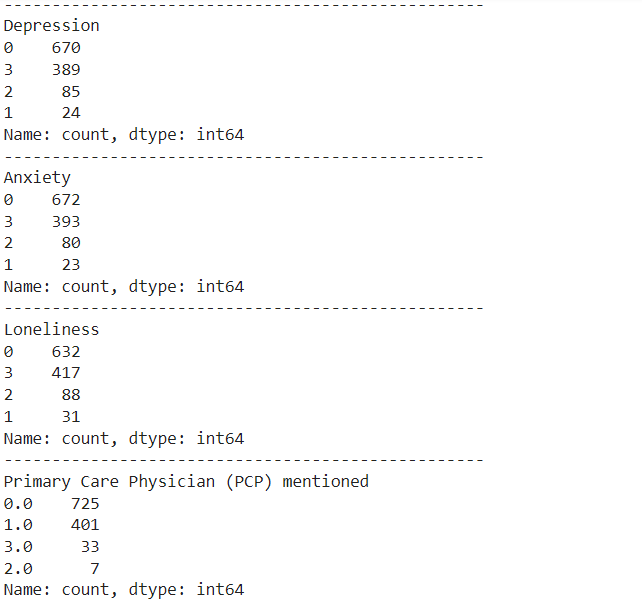 --------------------------------------------------
Depression
0    670
3    389
2     85
1     24
Name: count, dtype: int64
--------------------------------------------------
Anxiety
0    672
3    393
2     80
1     23
Name: count, dtype: int64
--------------------------------------------------
Loneliness
0    632
3    417
2     88
1     31
Name: count, dtype: int64
--------------------------------------------------
Primary Care Physician (PCP) mentioned
0.0    725
1.0    401
3.0     33
2.0      7
Name: count, dtype: int64